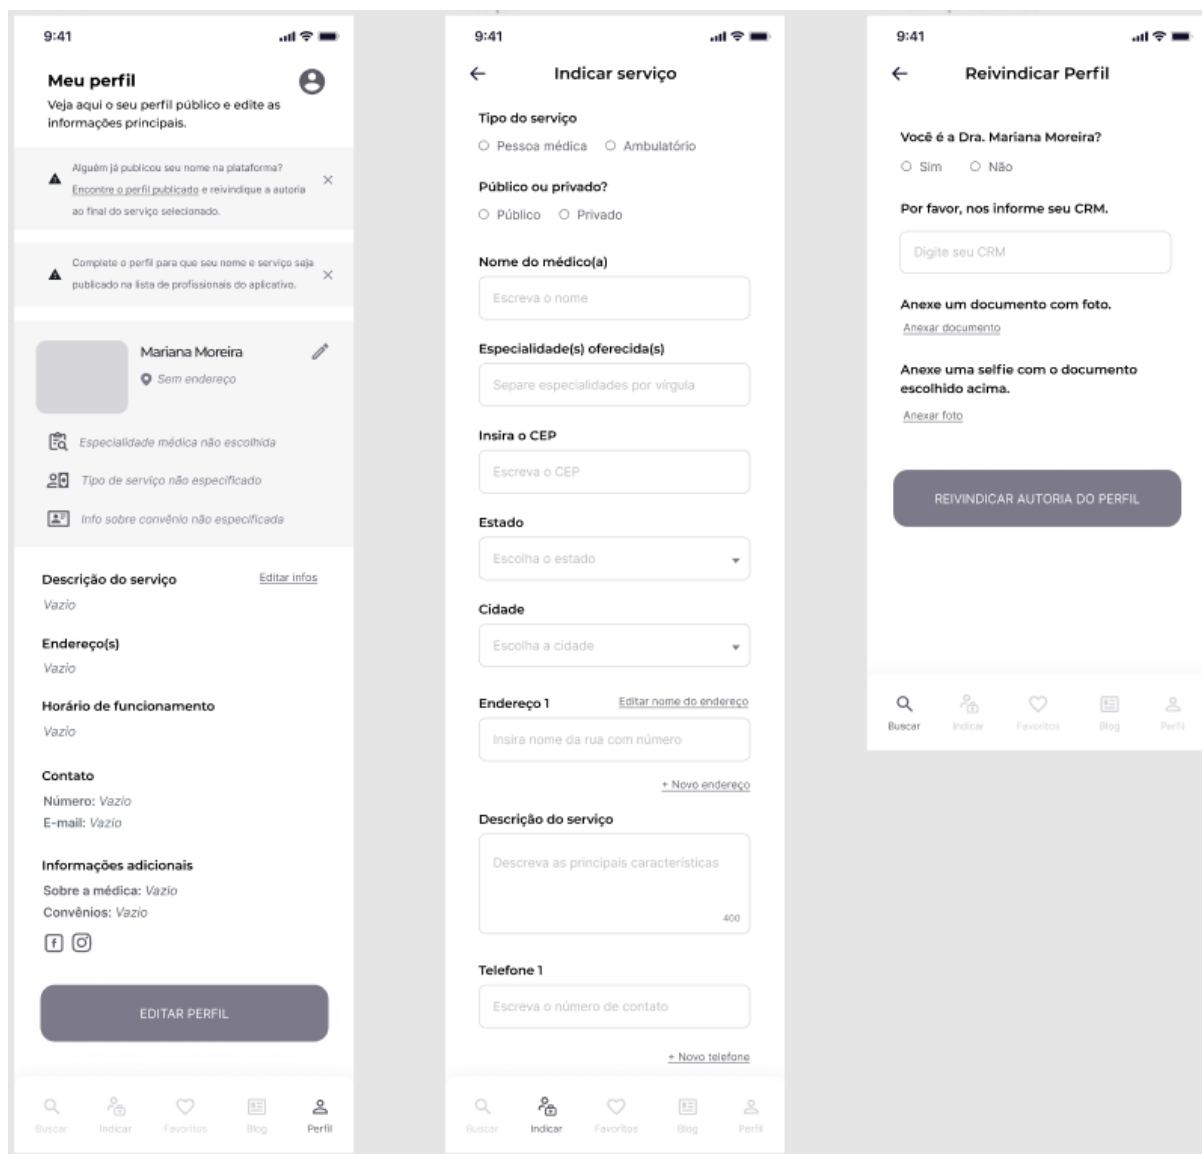 9:41
Meu perfil
Veja aqui o seu perfil público e edite as
informações principais.
Alguém já publicou seu nome na plataforma?
Encontre o perfil publicado e reivindique a autoria
ao final do serviço selecionado.
Complete o perfil para que seu nome e serviço seja
publicado na lista de profissionais do aplicativo.
Mariana Moreira
Sem endereço
Especialidade médica não escolhida
Tipo de serviço não especificado
Info sobre convênio não especificada
Descrição do serviço
Editar infos
Vazio
Endereço(s)
Vazio
Horário de funcionamento
Vazio
Contato
Número: Vazio
E-mail: Vazio
Informações adicionais
Sobre a médica: Vazio
Convênios: Vazio
EDITAR PERFIL
Buscar Indicar Favoritos Blog Perfil
9:41
Indicar serviço
Tipo do serviço
Pessoa médica Ambulatório
Público ou privado?
Público Privado
Nome do médico(a)
Escreva o nome
Especialidade(s) oferecida(s)
Separe especialidades por vírgula
Insira o CEP
Escreva o CEP
Estado
Escolha o estado
Cidade
Escolha a cidade
Endereço 1
Editar nome do endereço
Insira nome da rua com número
+ Novo endereço
Descrição do serviço
Descreva as principais características
400
Telefone 1
Escreva o número de contato
+ Novo telefone
Buscar Indicar Favoritos Blog Perfil
9:41
Reivindicar Perfil
Você é a Dra. Mariana Moreira?
Sim Não
Por favor, nos informe seu CRM.
Digite seu CRM
Anexe um documento com foto.
Anexar documento
Anexe uma selfie com o documento
escolhido acima.
Anexar foto
REIVINDICAR AUTORIA DO PERFIL
Buscar Indicar Favoritos Blog Perfil